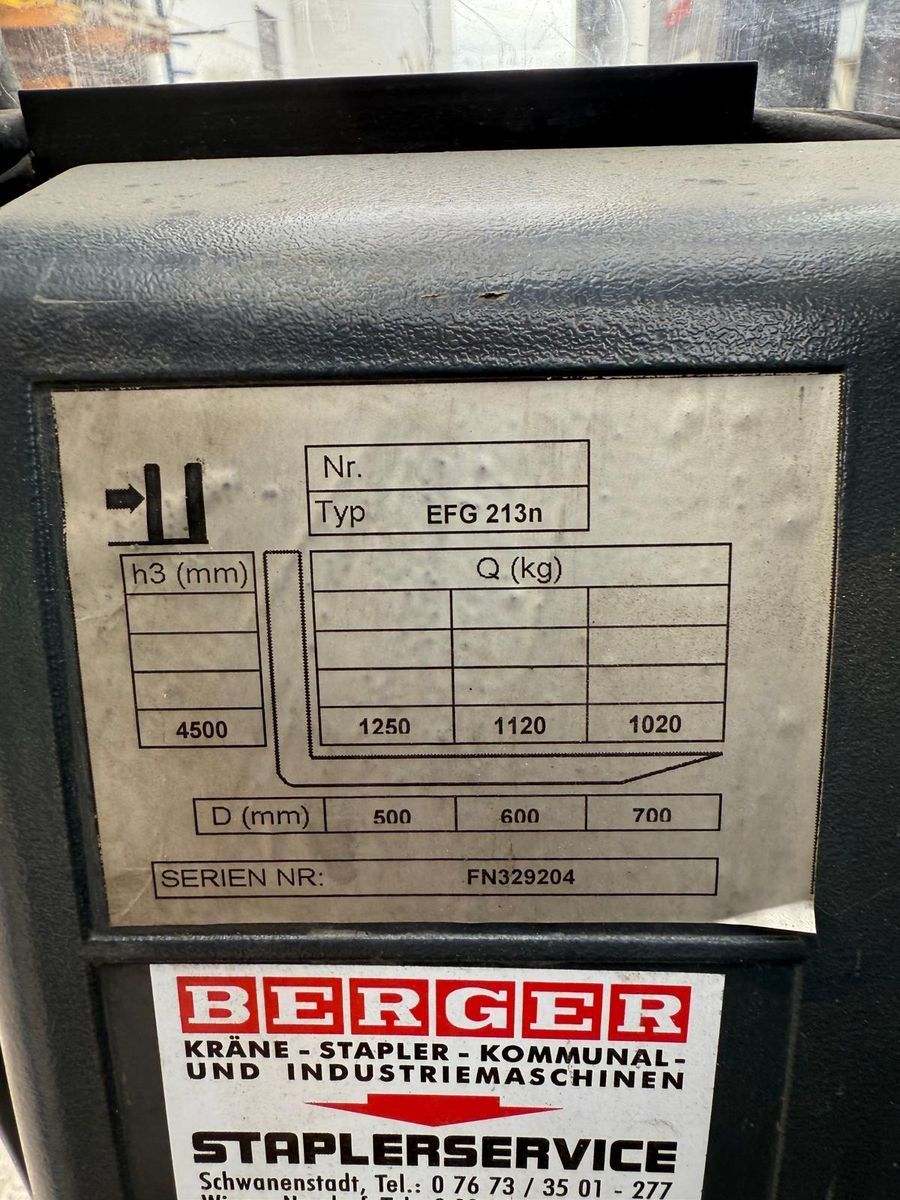 Nr.
Typ EFG 213n
h3 (mm) Q (kg)
4500 1250 1120 1020
D (mm) 500 600 700
SERIEN NR: FN329204
BERGER
KRÄNE - STAPLER - KOMMUNAL-
UND INDUSTRIEMASCHINEN
STAPLERSERVICE
Schwanenstadt, Tel.: 0 76 73 / 35 01 - 277